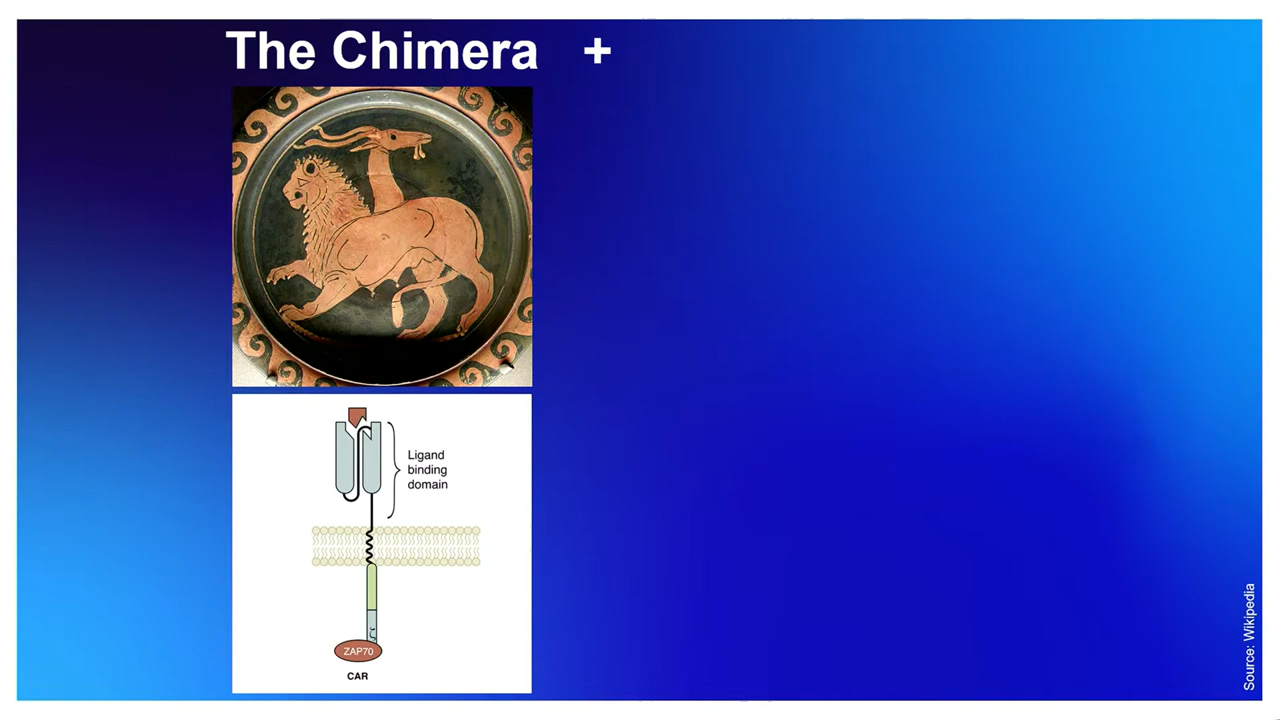 The Chimera +
Ligand
binding
domain
ZAP70
CAR
Source: Wikipedia